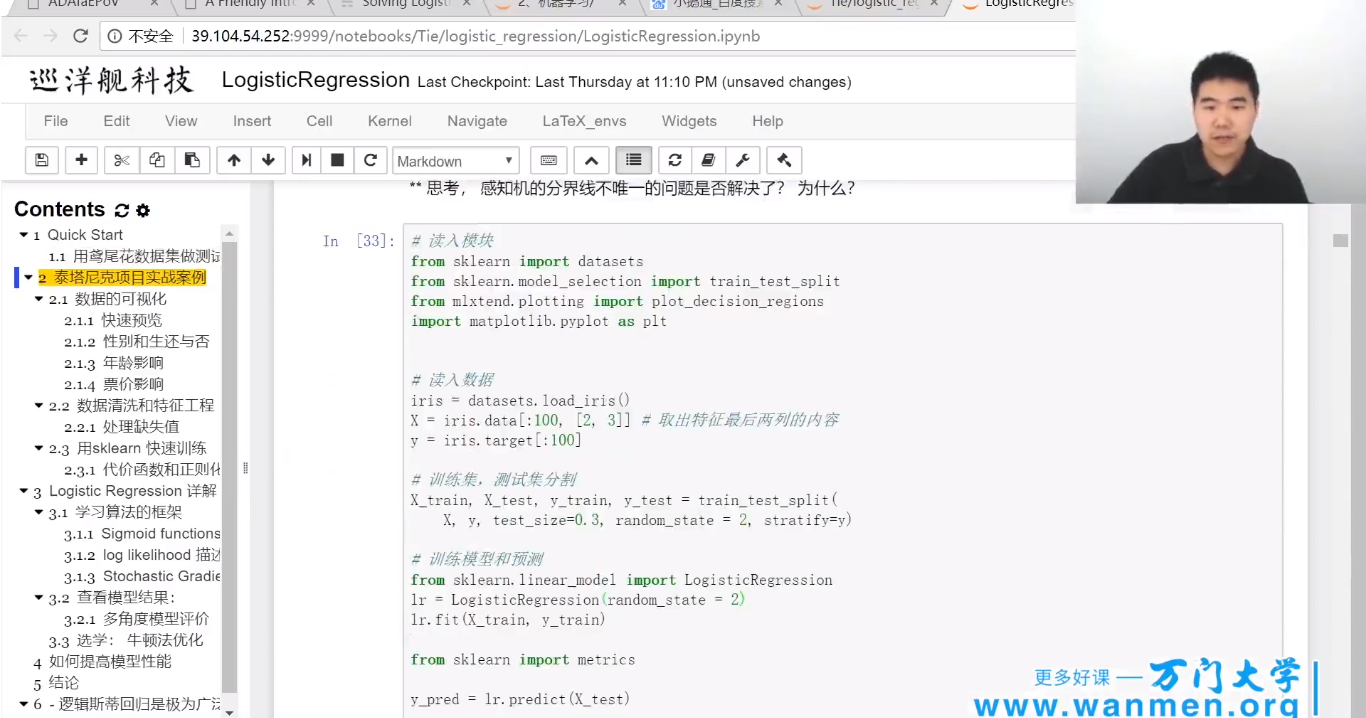 ADAfaEPoV
A Friendly Intro
Solving Logisti
2、机器学习/
小鹅通_百度搜
Tie/logistic_reg
LogisticRegres
不安全 39.104.54.252:9999/notebooks/Tie/logistic_regression/LogisticRegression.ipynb
巡洋舰科技 LogisticRegression Last Checkpoint: Last Thursday at 11:10 PM (unsaved changes)
File Edit View Insert Cell Kernel Navigate LaTeX_envs Widgets Help
Markdown
** 思考， 感知机的分界线不唯一的问题是否解决了? 为什么?
Contents
1 Quick Start
1.1 用鸢尾花数据集做测试
2 泰塔尼克项目实战案例
2.1 数据的可视化
2.1.1 快速预览
2.1.2 性别和生还与否
2.1.3 年龄影响
2.1.4 票价影响
2.2 数据清洗和特征工程
2.2.1 处理缺失值
2.3 用sklearn 快速训练
2.3.1 代价函数和正则化
3 Logistic Regression 详解
3.1 学习算法的框架
3.1.1 Sigmoid functions
3.1.2 log likelihood 描述
3.1.3 Stochastic Gradie
3.2 查看模型结果:
3.2.1 多角度模型评价
3.3 选学: 牛顿法优化
4 如何提高模型性能
5 结论
6 - 逻辑斯蒂回归是极为广泛
In [33]:
# 读入模块
from sklearn import datasets
from sklearn.model_selection import train_test_split
from mlxtend.plotting import plot_decision_regions
import matplotlib.pyplot as plt
# 读入数据
iris = datasets.load_iris()
X = iris.data[:100, [2, 3]] # 取出特征最后两列的内容
y = iris.target[:100]
# 训练集，测试集分割
X_train, X_test, y_train, y_test = train_test_split(
X, y, test_size=0.3, random_state = 2, stratify=y)
# 训练模型和预测
from sklearn.linear_model import LogisticRegression
lr = LogisticRegression(random_state = 2)
lr.fit(X_train, y_train)
from sklearn import metrics
y_pred = lr.predict(X_test)
更多好课 — 万门大学
www.wanmen.org